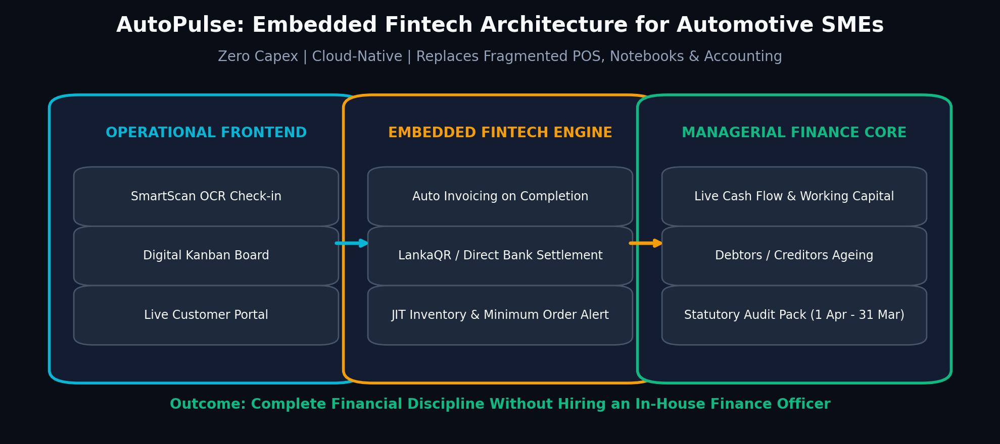 AutoPulse: Embedded Fintech Architecture for Automotive SMEs
Zero Capex | Cloud-Native | Replaces Fragmented POS, Notebooks & Accounting
OPERATIONAL FRONTEND
SmartScan OCR Check-in
Digital Kanban Board
Live Customer Portal
EMBEDDED FINTECH ENGINE
Auto Invoicing on Completion
LankaQR / Direct Bank Settlement
JIT Inventory & Minimum Order Alert
MANAGERIAL FINANCE CORE
Live Cash Flow & Working Capital
Debtors / Creditors Ageing
Statutory Audit Pack (1 Apr - 31 Mar)
Outcome: Complete Financial Discipline Without Hiring an In-House Finance Officer